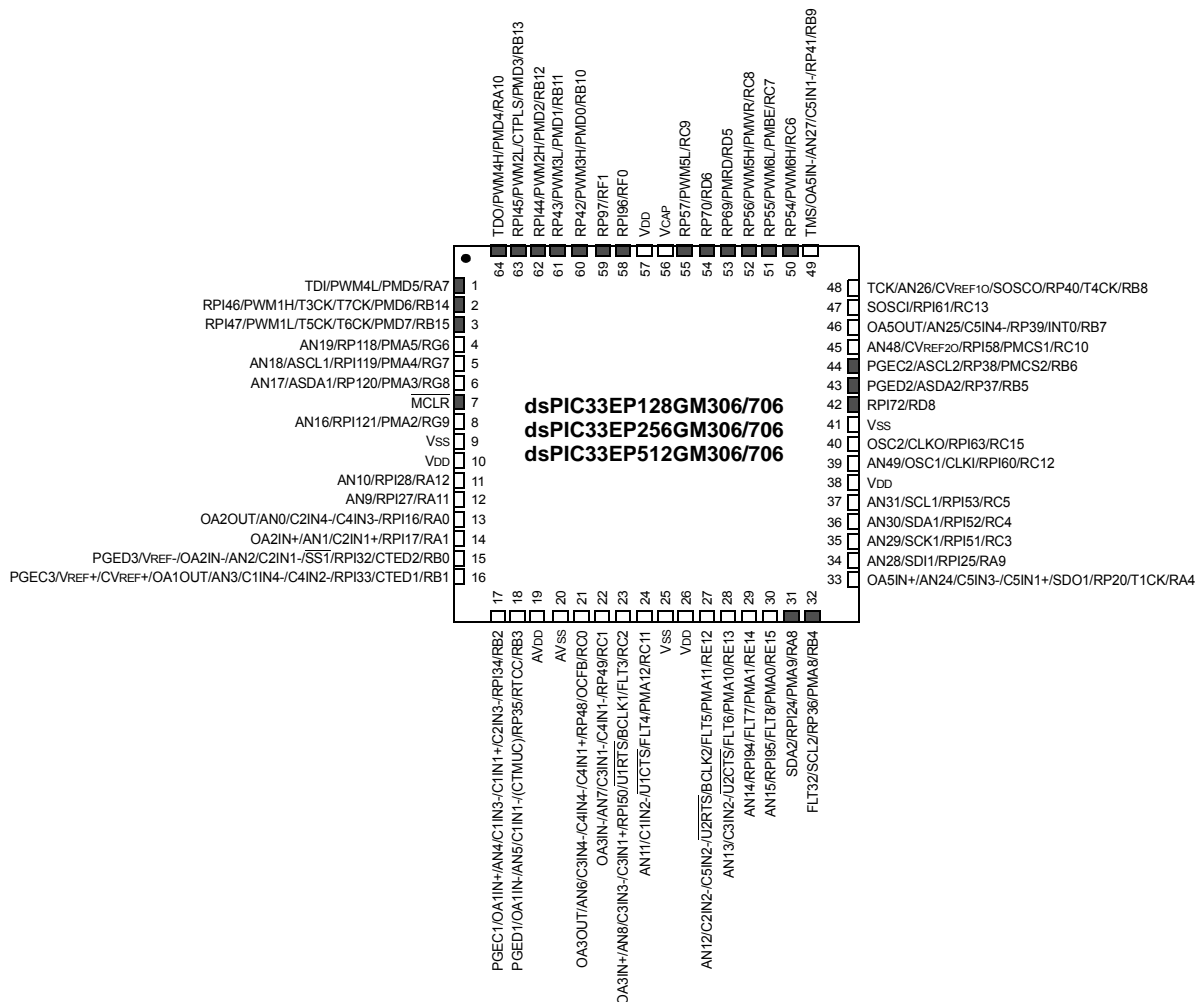 TDO/PWM4H/PMD4/RA10
RPI45/PWM2L/CTPLS/PMD3/RB13
RPI44/PWM2H/PMD2/RB12
RP43/PWM3L/PMD1/RB11
RP42/PWM3H/PMD0/RB10
RP97/RF1
RPI96/RF0
VDD
VCAP
RP57/PWM5L/RC9
RP70/RD6
RP69/PMRD/RD5
RP56/PWM5H/PMWR/RC8
RP55/PWM6L/PMBE/RC7
RP54/PWM6H/RC6
TMS/OA5IN-/AN27/C5IN1-/RP41/RB9
64 63 62 61 60 59 58 57 56 55 54 53 52 51 50 49
TDI/PWM4L/PMD5/RA7 1
RPI46/PWM1H/T3CK/T7CK/PMD6/RB14 2
RPI47/PWM1L/T5CK/T6CK/PMD7/RB15 3
AN19/RP118/PMA5/RG6 4
AN18/ASCL1/RPI119/PMA4/RG7 5
AN17/ASDA1/RP120/PMA3/RG8 6
MCLR 7
AN16/RPI121/PMA2/RG9 8
VSS 9
VDD 10
AN10/RPI28/RA12 11
AN9/RPI27/RA11 12
OA2OUT/AN0/C2IN4-/C4IN3-/RPI16/RA0 13
OA2IN+/AN1/C2IN1+/RPI17/RA1 14
PGED3/VREF-/OA2IN-/AN2/C2IN1-/SS1/RPI32/CTED2/RB0 15
PGEC3/VREF+/CVREF+/OA1OUT/AN3/C1IN4-/C4IN2-/RPI33/CTED1/RB1 16
dsPIC33EP128GM306/706
dsPIC33EP256GM306/706
dsPIC33EP512GM306/706
48 TCK/AN26/CVREF1O/SOSCO/RP40/T4CK/RB8
47 SOSCI/RPI61/RC13
46 OA5OUT/AN25/C5IN4-/RP39/INT0/RB7
45 AN48/CVREF2O/RPI58/PMCS1/RC10
44 PGEC2/ASCL2/RP38/PMCS2/RB6
43 PGED2/ASDA2/RP37/RB5
42 RPI72/RD8
41 VSS
40 OSC2/CLKO/RPI63/RC15
39 AN49/OSC1/CLKI/RPI60/RC12
38 VDD
37 AN31/SCL1/RPI53/RC5
36 AN30/SDA1/RPI52/RC4
35 AN29/SCK1/RPI51/RC3
34 AN28/SDI1/RPI25/RA9
33 OA5IN+/AN24/C5IN3-/C5IN1+/SDO1/RP20/T1CK/RA4
17 18 19 20 21 22 23 24 25 26 27 28 29 30 31 32
PGEC1/OA1IN+/AN4/C1IN3-/C1IN1+/C2IN3-/RPI34/RB2
PGED1/OA1IN-/AN5/C1IN1-/(CTMUC)/RP35/RTCC/RB3
AVDD
AVSS
OA3OUT/AN6/C3IN4-/C4IN4-/C4IN1+/RP48/OCFB/RC0
OA3IN-/AN7/C3IN1-/C4IN1-/RP49/RC1
OA3IN+/AN8/C3IN3-/C3IN1+/RPI50/U1RTS/BCLK1/FLT3/RC2
AN11/C1IN2-/U1CTS/FLT4/PMA12/RC11
VSS
VDD
AN12/C2IN2-/C5IN2-/U2RTS/BCLK2/FLT5/PMA11/RE12
AN13/C3IN2-/U2CTS/FLT6/PMA10/RE13
AN14/RPI94/FLT7/PMA1/RE14
AN15/RPI95/FLT8/PMA0/RE15
SDA2/RPI24/PMA9/RA8
FLT32/SCL2/RP36/PMA8/RB4